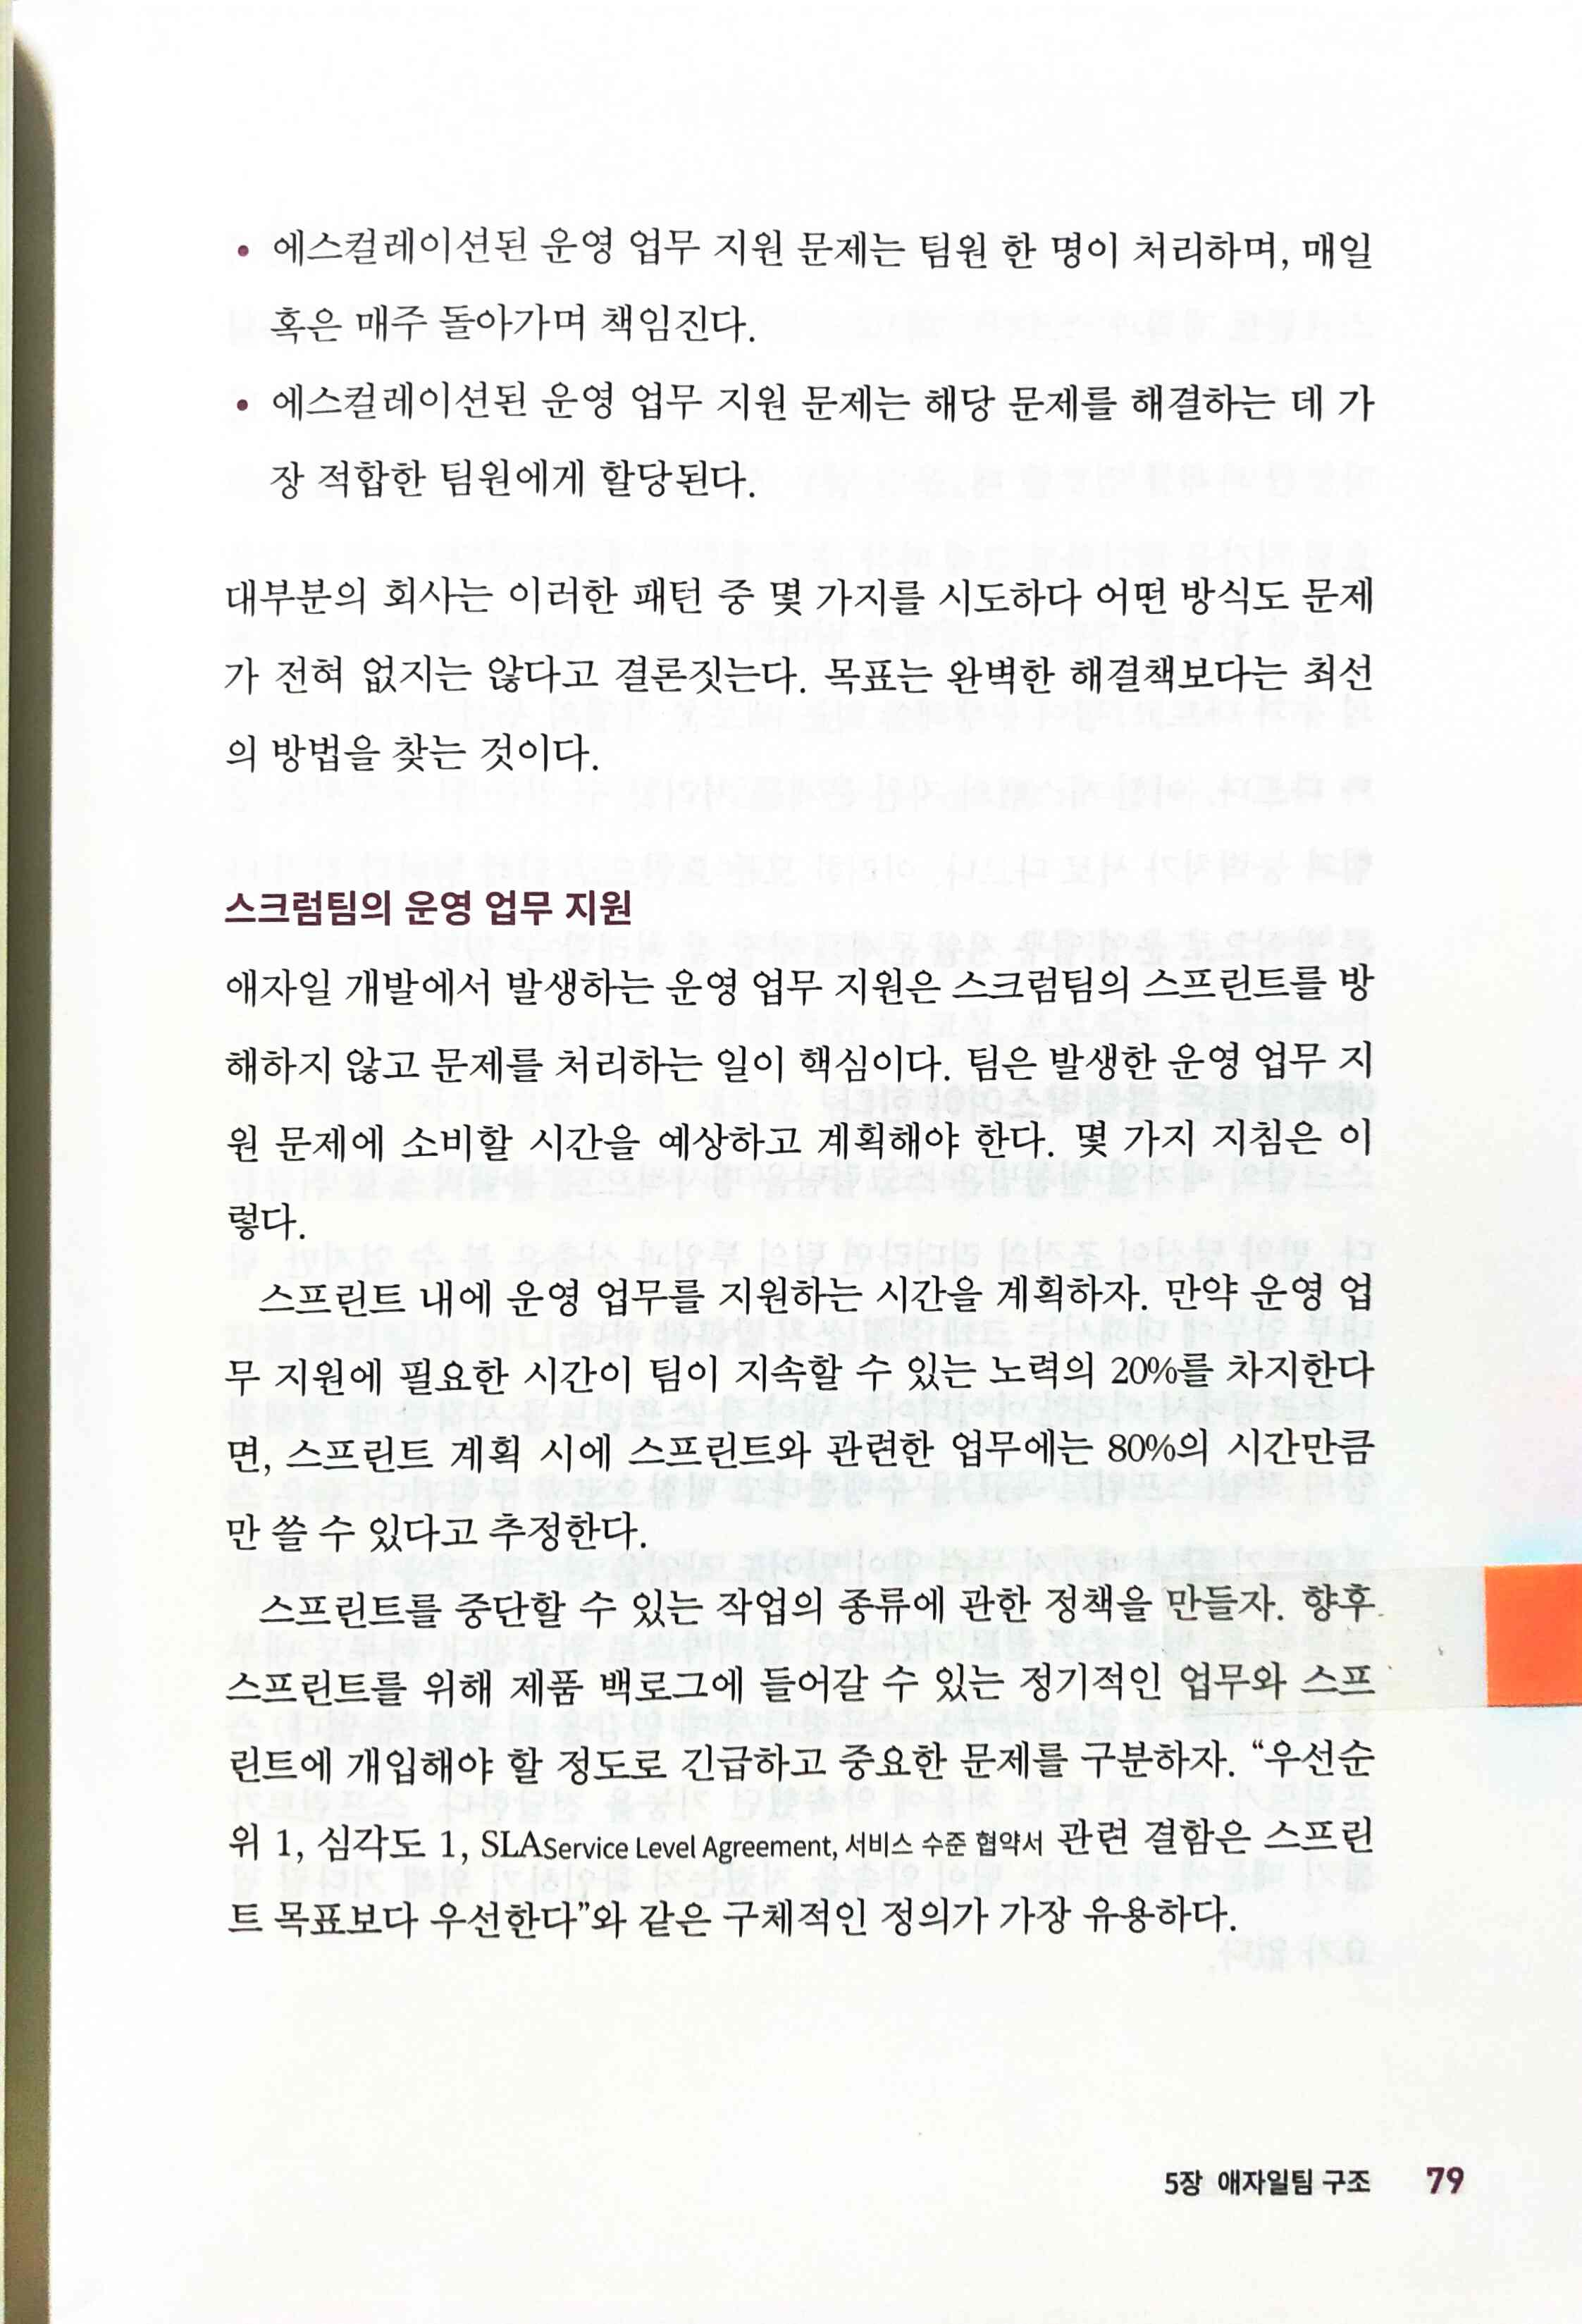 • 에스컬레이션된 운영 업무 지원 문제는 팀원 한 명이 처리하며, 매일
혹은 매주 돌아가며 책임진다.
• 에스컬레이션된 운영 업무 지원 문제는 해당 문제를 해결하는 데 가
장 적합한 팀원에게 할당된다.
대부분의 회사는 이러한 패턴 중 몇 가지를 시도하다 어떤 방식도 문제
가 전혀 없지는 않다고 결론짓는다. 목표는 완벽한 해결책보다는 최선
의 방법을 찾는 것이다.
스크럼팀의 운영 업무 지원
애자일 개발에서 발생하는 운영 업무 지원은 스크럼팀의 스프린트를 방
해하지 않고 문제를 처리하는 일이 핵심이다. 팀은 발생한 운영 업무 지
원 문제에 소비할 시간을 예상하고 계획해야 한다. 몇 가지 지침은 이
렇다.
스프린트 내에 운영 업무를 지원하는 시간을 계획하자. 만약 운영 업
무 지원에 필요한 시간이 팀이 지속할 수 있는 노력의 20%를 차지한다
면, 스프린트 계획 시에 스프린트와 관련한 업무에는 80%의 시간만큼
만 쓸 수 있다고 추정한다.
스프린트를 중단할 수 있는 작업의 종류에 관한 정책을 만들자. 향후
스프린트를 위해 제품 백로그에 들어갈 수 있는 정기적인 업무와 스프
린트에 개입해야 할 정도로 긴급하고 중요한 문제를 구분하자. “우선순
위 1, 심각도 1, SLAService Level Agreement, 서비스 수준 협약서 관련 결함은 스프린
트 목표보다 우선한다”와 같은 구체적인 정의가 가장 유용하다.
5장 애자일팀 구조 79